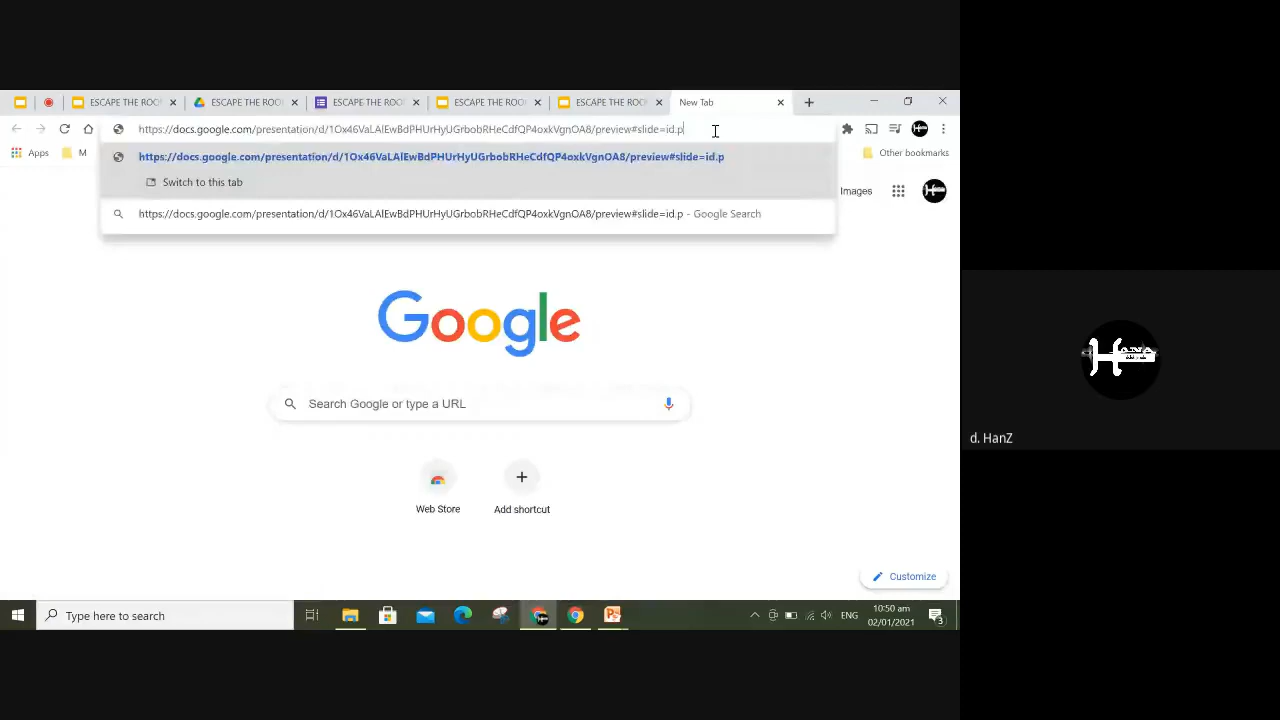 ESCAPE THE ROO
ESCAPE THE ROO
ESCAPE THE ROO
ESCAPE THE ROO
ESCAPE THE ROO
New Tab
https://docs.google.com/presentation/d/1Ox46VaLAlEwBdPHUrHyUGrbobRHeCdfQP4oxkVgnOA8/preview#slide=id.p
Apps
M
Other bookmarks
https://docs.google.com/presentation/d/1Ox46VaLAlEwBdPHUrHyUGrbobRHeCdfQP4oxkVgnOA8/preview#slide=id.p
Switch to this tab
Images
https://docs.google.com/presentation/d/1Ox46VaLAlEwBdPHUrHyUGrbobRHeCdfQP4oxkVgnOA8/preview#slide=id.p - Google Search
Google
Search Google or type a URL
Web Store
Add shortcut
d. HanZ
Customize
Type here to search
ENG
10:50 am
02/01/2021
3